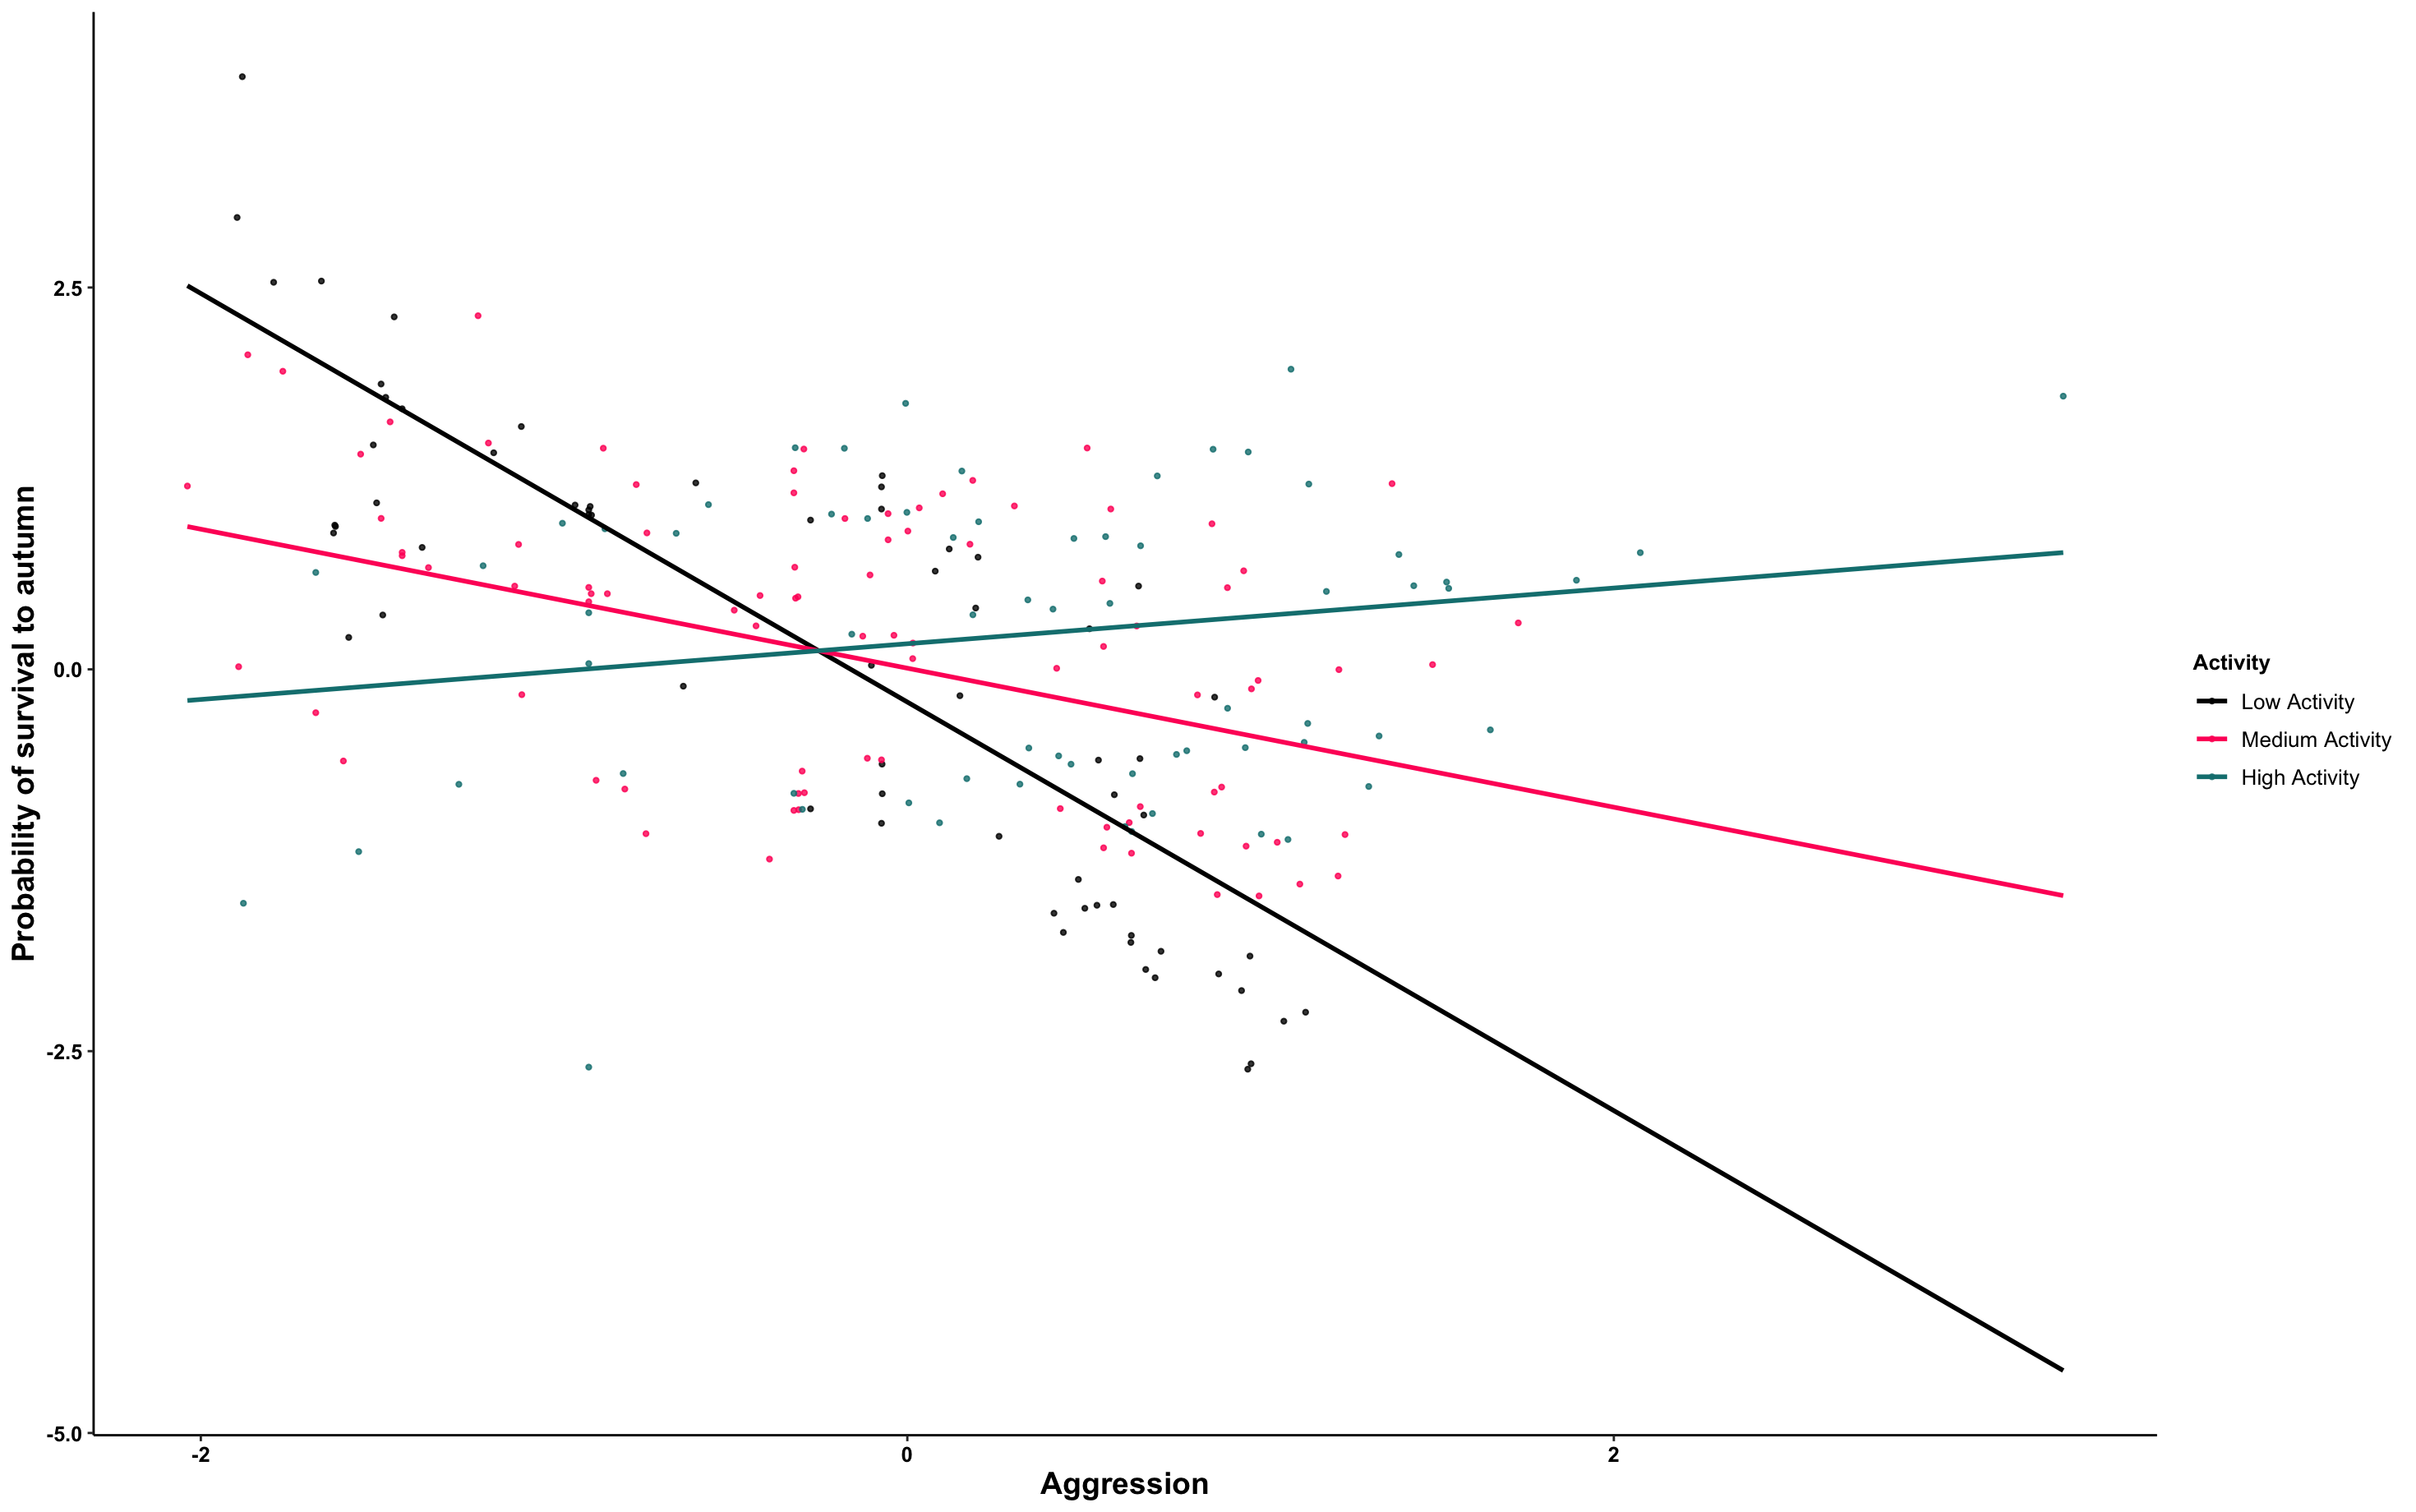 Probability of survival to autumn
2.5
0.0
-2.5
-5.0
-2
0
2
Aggression
Activity
Low Activity
Medium Activity
High Activity